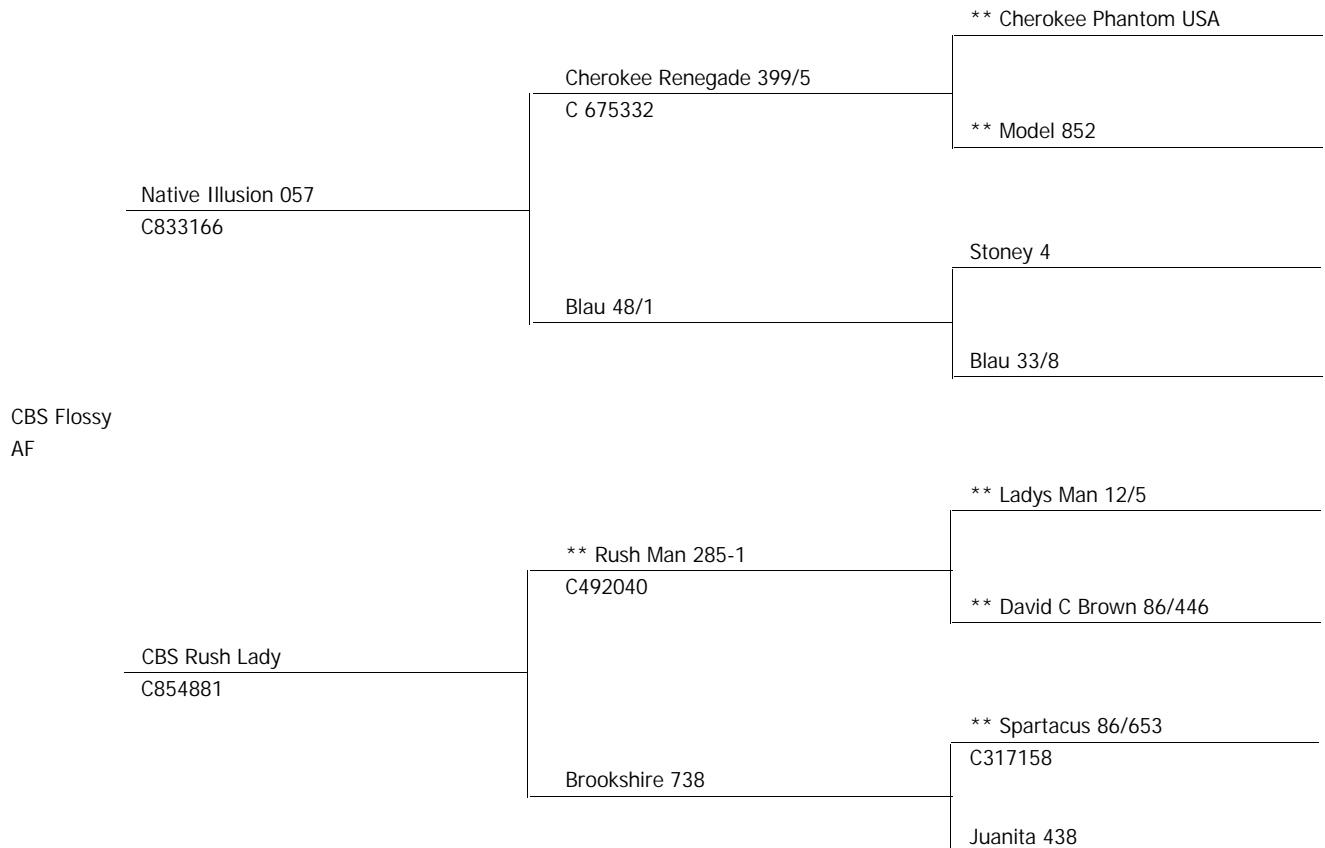 ** Cherokee Phantom USA
Cherokee Renegade 399/5
C 675332
** Model 852
Native Illusion 057
C833166
Stoney 4
Blau 48/1
Blau 33/8
CBS Flossy
AF
** Ladys Man 12/5
** Rush Man 285-1
C492040
** David C Brown 86/446
CBS Rush Lady
C854881
** Spartacus 86/653
C317158
Brookshire 738
Juanita 438